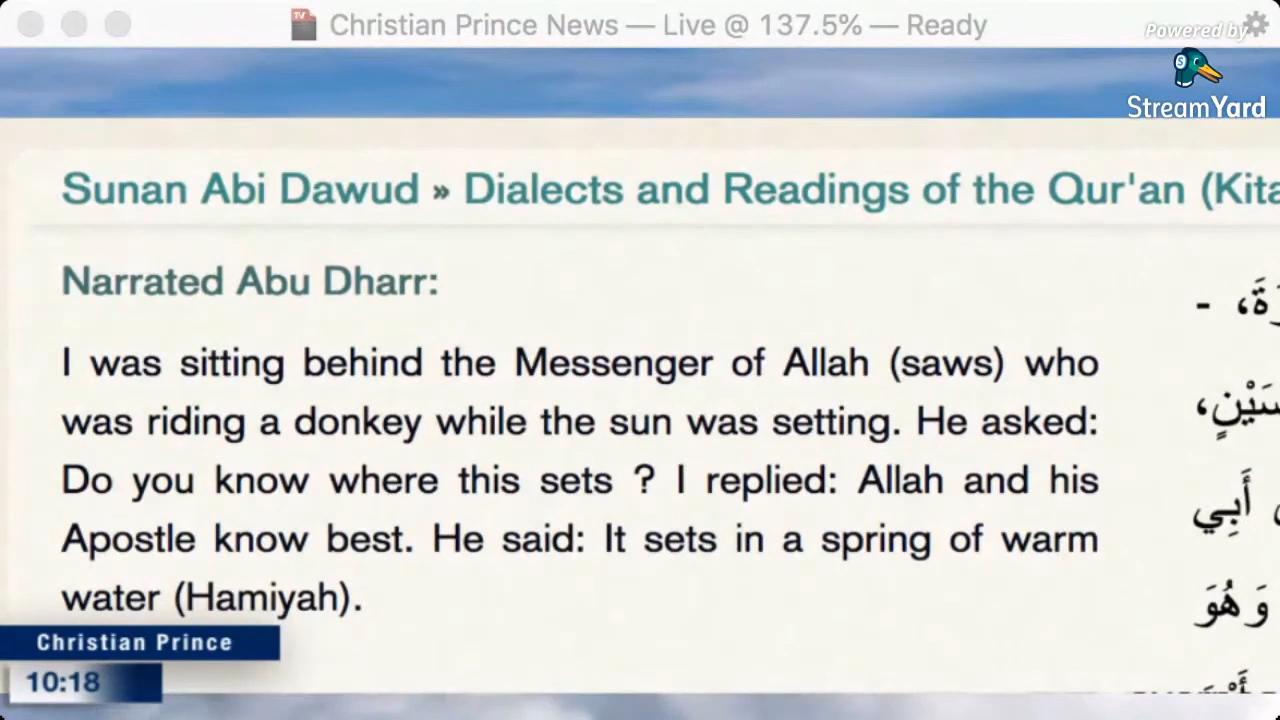 Christian Prince News — Live @ 137.5% — Ready
Powered by
StreamYard
Sunan Abi Dawud » Dialects and Readings of the Qur'an (Kita
Narrated Abu Dharr:
I was sitting behind the Messenger of Allah (saws) who
was riding a donkey while the sun was setting. He asked:
Do you know where this sets ? I replied: Allah and his
Apostle know best. He said: It sets in a spring of warm
water (Hamiyah).
أَبِي
وَهُوَ
Christian Prince
10:18